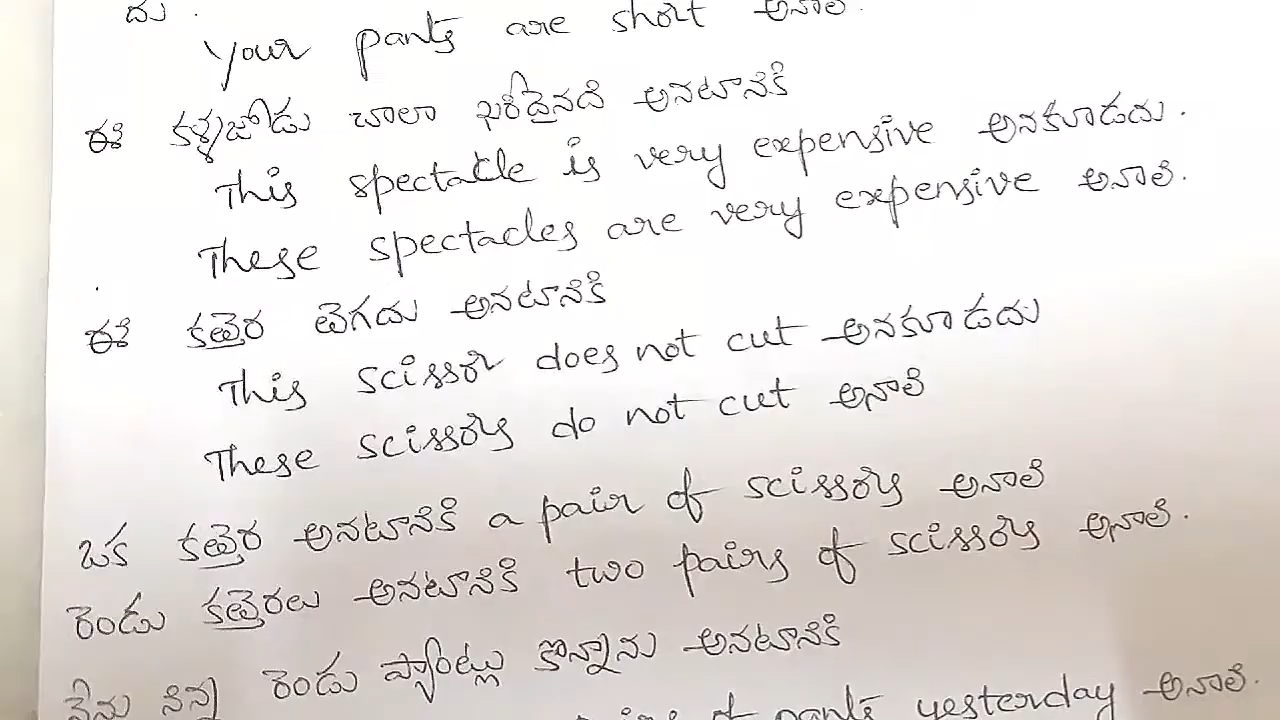 దు.
Your pants are short అనాలి.
ఈ కళ్ళజోడు చాలా ఖరీదైనది అనటానికి
This spectacle is very expensive అనకూడదు.
These spectacles are very expensive అనాలి.
ఈ కత్తెర తెగదు అనటానికి
This scissor does not cut అనకూడదు
These scissors do not cut అనాలి
ఒక కత్తెర అనటానికి a pair of scissors అనాలి
రెండు కత్తెరలు అనటానికి two pairs of scissors అనాలి.
నేను నిన్న రెండు ప్యాంట్లు కొన్నాను అనటానికి
of pants yesterday అనాలి.